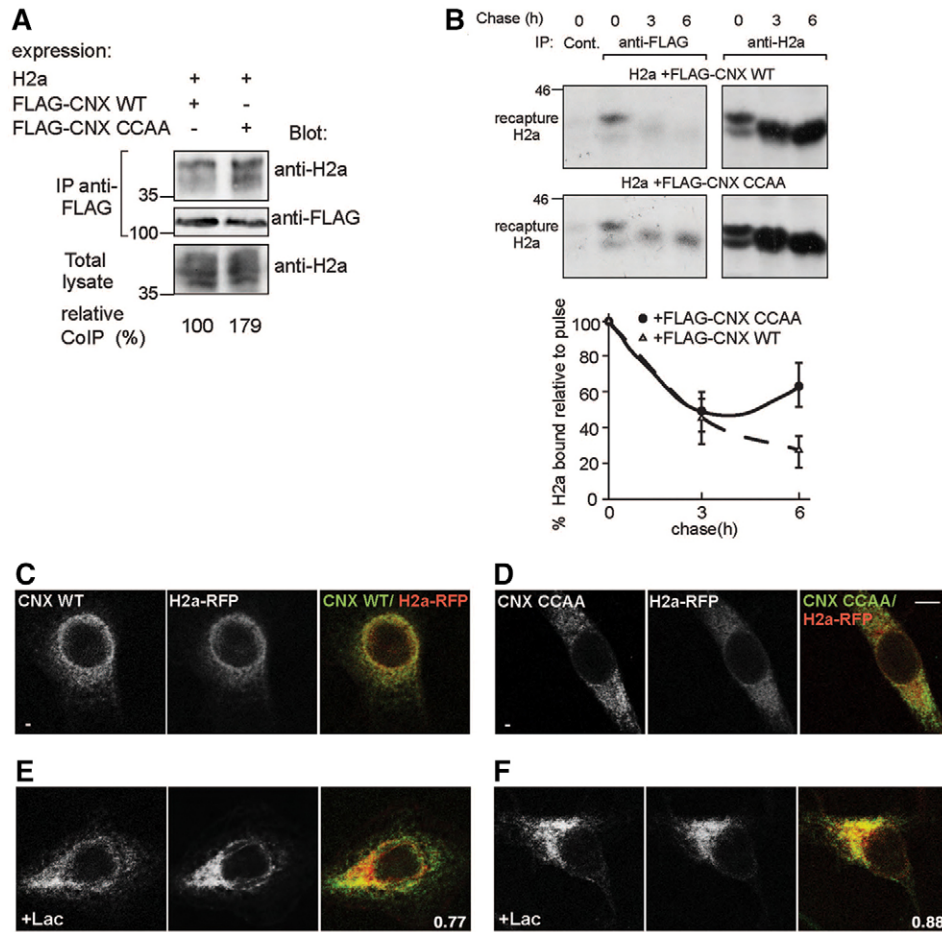 A
expression:
H2a + +
FLAG-CNX WT + -
FLAG-CNX CCAA - +
Blot:
IP anti-
FLAG
35
anti-H2a
100
anti-FLAG
Total
lysate
35
anti-H2a
relative
CoIP (%)
100 179
B
Chase (h) 0 0 3 6 0 3 6
IP: Cont. anti-FLAG anti-H2a
H2a +FLAG-CNX WT
46
recapture
H2a
H2a +FLAG-CNX CCAA
46
recapture
H2a
% H2a bound relative to pulse
100
80
60
40
20
0
+FLAG-CNX CCAA
+FLAG-CNX WT
0 3 6
chase(h)
C
CNX WT H2a-RFP CNX WT/ H2a-RFP
-
D
CNX CCAA H2a-RFP CNX CCAA/
H2a-RFP
-
E
+Lac 0.77
F
+Lac 0.88